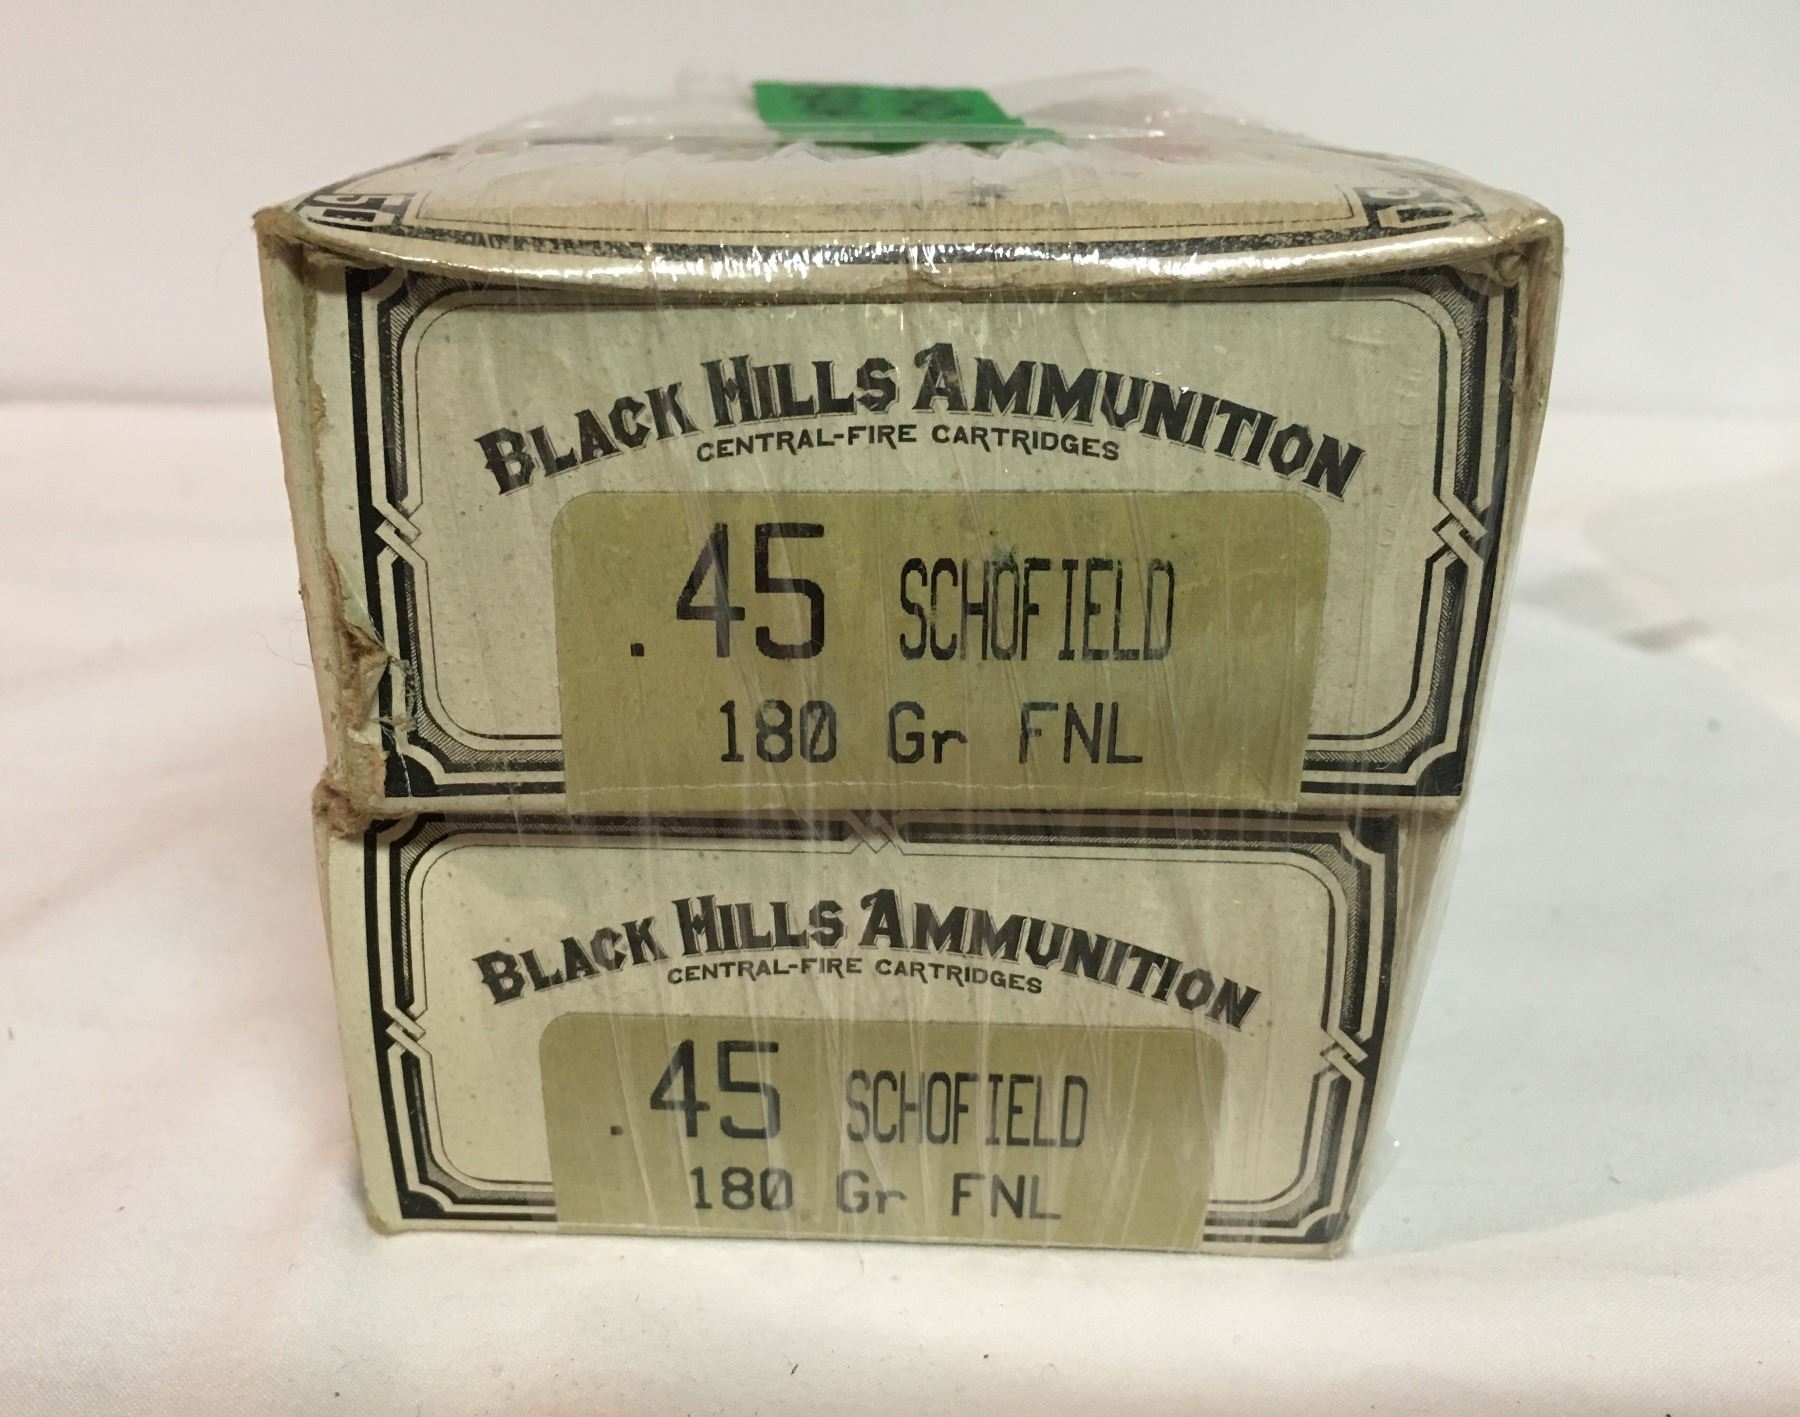 BLACK HILLS AMMUNITION
CENTRAL-FIRE CARTRIDGES
.45 SCHOFIELD
180 Gr FNL
BLACK HILLS AMMUNITION
CENTRAL-FIRE CARTRIDGES
.45 SCHOFIELD
180 Gr FNL